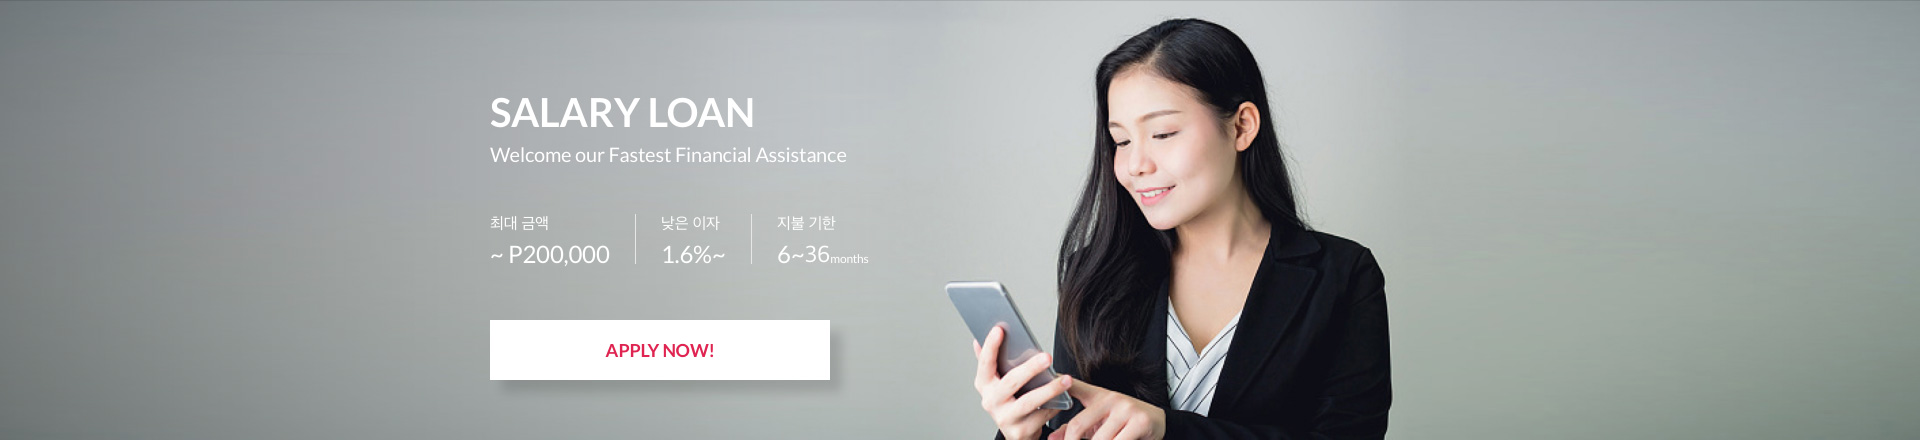 SALARY LOAN
Welcome our Fastest Financial Assistance
최대 금액
~ P200,000
낮은 이자
1.6%~
지불 기한
6~36months
APPLY NOW!